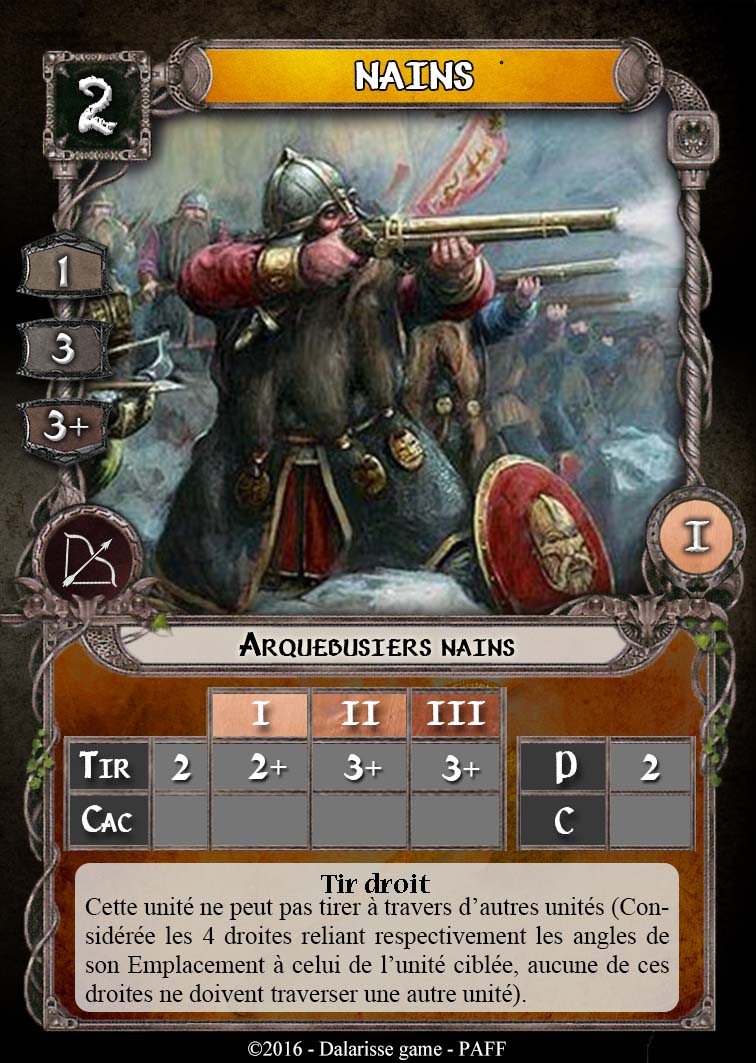 NAINS
2
1
3
3+
I
ARQUEBUSIERS NAINS
I II III
TIR 2 2+ 3+ 3+ P 2
CAC C
Tir droit
Cette unité ne peut pas tirer à travers d'autres unités (Con-
sidérée les 4 droites reliant respectivement les angles de
son Emplacement à celui de l'unité ciblée, aucune de ces
droites ne doivent traverser une autre unité).
©2016 - Dalarisse game - PAFF